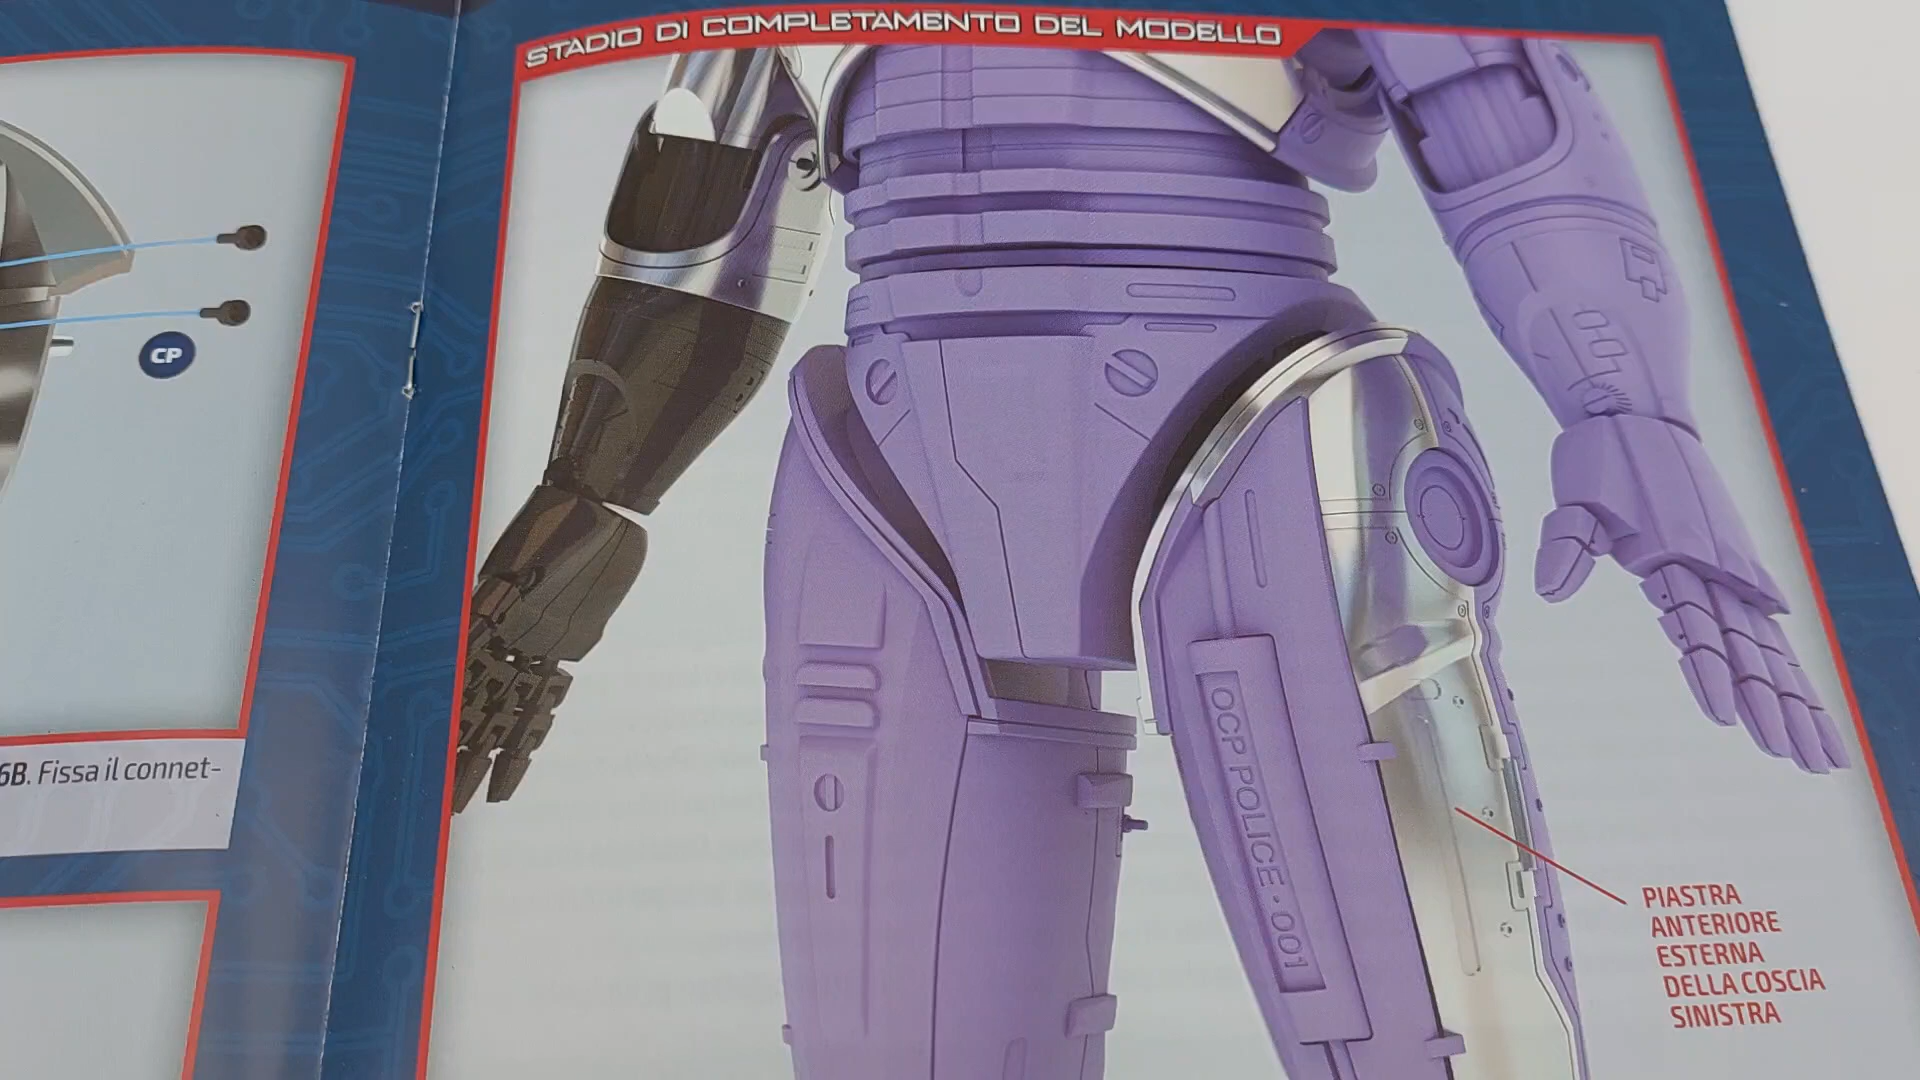 STADIO DI COMPLETAMENTO DEL MODELLO
CP
6B. Fissa il connet-
OCP POLICE · 001
PIASTRA
ANTERIORE
ESTERNA
DELLA COSCIA
SINISTRA